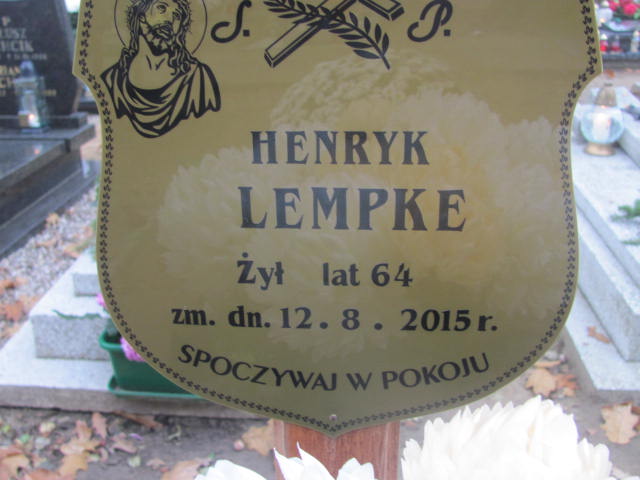 Ś. P.
HENRYK
LEMPKE
Żył lat 64
zm. dn. 12.8.2015 r.
SPOCZYWAJ W POKOJU